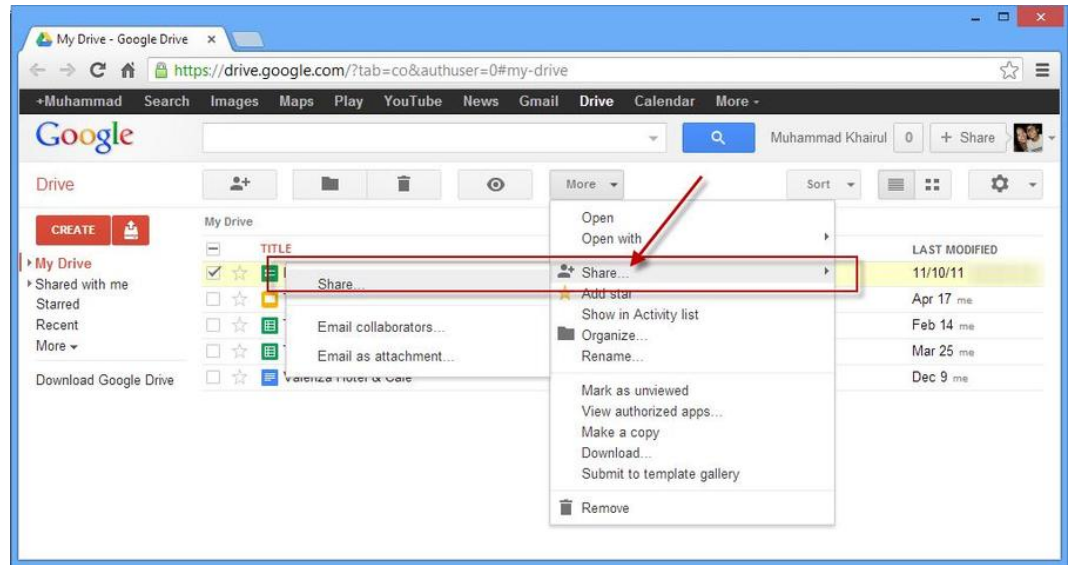 My Drive - Google Drive
https://drive.google.com/?tab=co&authuser=0#my-drive
+Muhammad Search Images Maps Play YouTube News Gmail Drive Calendar More
Google Muhammad Khairul 0 + Share
Drive More Sort
CREATE
My Drive
Shared with me
Starred
Recent
More
Download Google Drive
My Drive
TITLE LAST MODIFIED
11/10/11
Apr 17 me
Feb 14 me
Mar 25 me
Valenza Hotel & Cafe Dec 9 me
Share...
Email collaborators...
Email as attachment...
Open
Open with
Share...
Add star
Show in Activity list
Organize...
Rename...
Mark as unviewed
View authorized apps...
Make a copy
Download...
Submit to template gallery
Remove